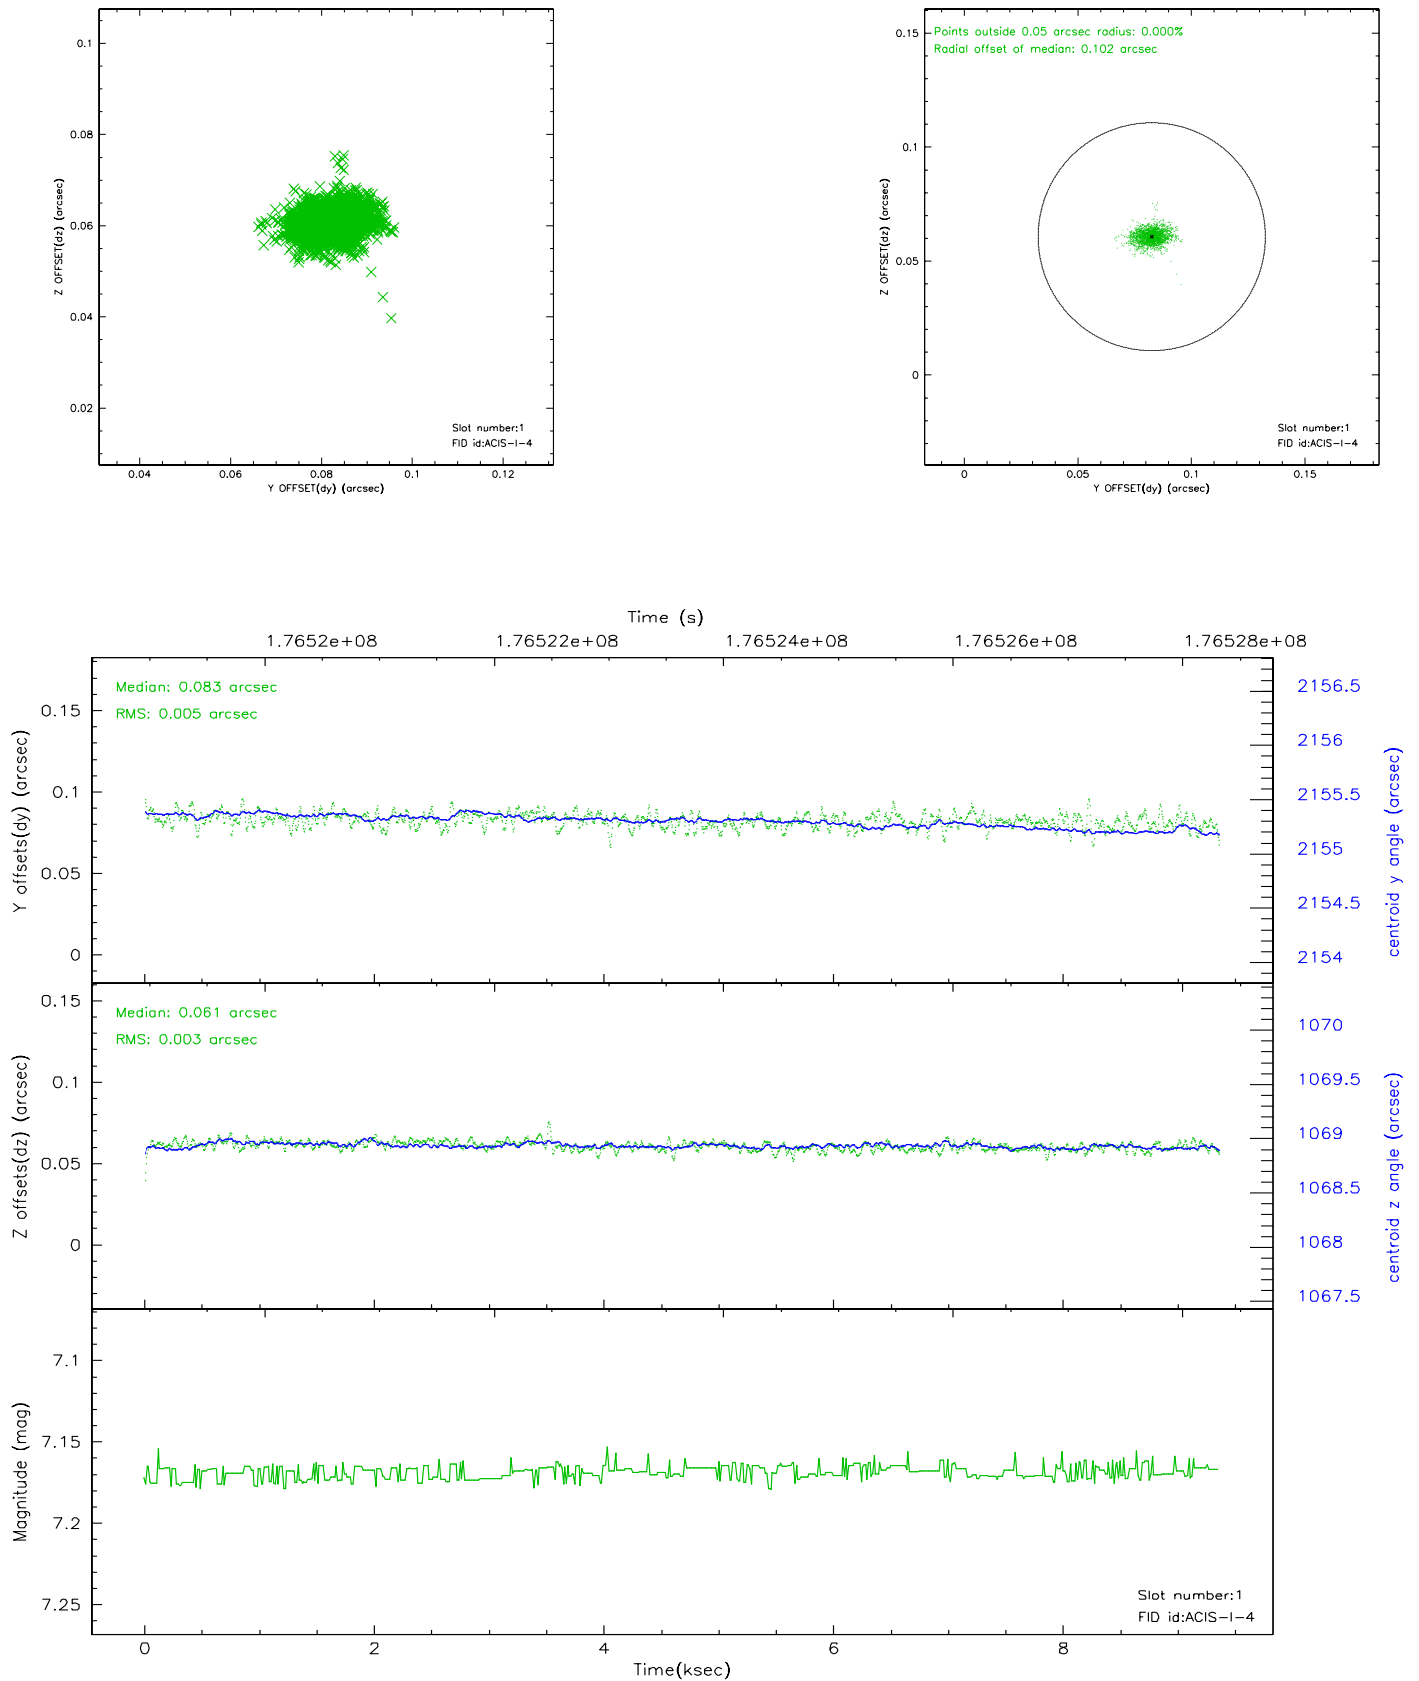 0.1
0.08
0.06
0.04
0.02
Z OFFSET(dz) (arcsec)
Slot number:1
FID id:ACIS-I-4
0.04 0.06 0.08 0.1 0.12
Y OFFSET(dy) (arcsec)
Points outside 0.05 arcsec radius: 0.000%
Radial offset of median: 0.102 arcsec
0.15
0.1
0.05
0
Z OFFSET(dz) (arcsec)
Slot number:1
FID id:ACIS-I-4
0 0.05 0.1 0.15
Y OFFSET(dy) (arcsec)
Time (s)
1.7652e+08 1.76522e+08 1.76524e+08 1.76526e+08 1.76528e+08
Median: 0.083 arcsec
RMS: 0.005 arcsec
0.15
0.1
0.05
0
Y offsets(dy) (arcsec)
2156.5
2156
2155.5
2155
2154.5
2154
centroid y angle (arcsec)
Median: 0.061 arcsec
RMS: 0.003 arcsec
0.15
0.1
0.05
0
Z offsets(dz) (arcsec)
1070
1069.5
1069
1068.5
1068
1067.5
centroid z angle (arcsec)
7.1
7.15
7.2
7.25
Magnitude (mag)
Slot number:1
FID id:ACIS-I-4
0 2 4 6 8
Time(ksec)